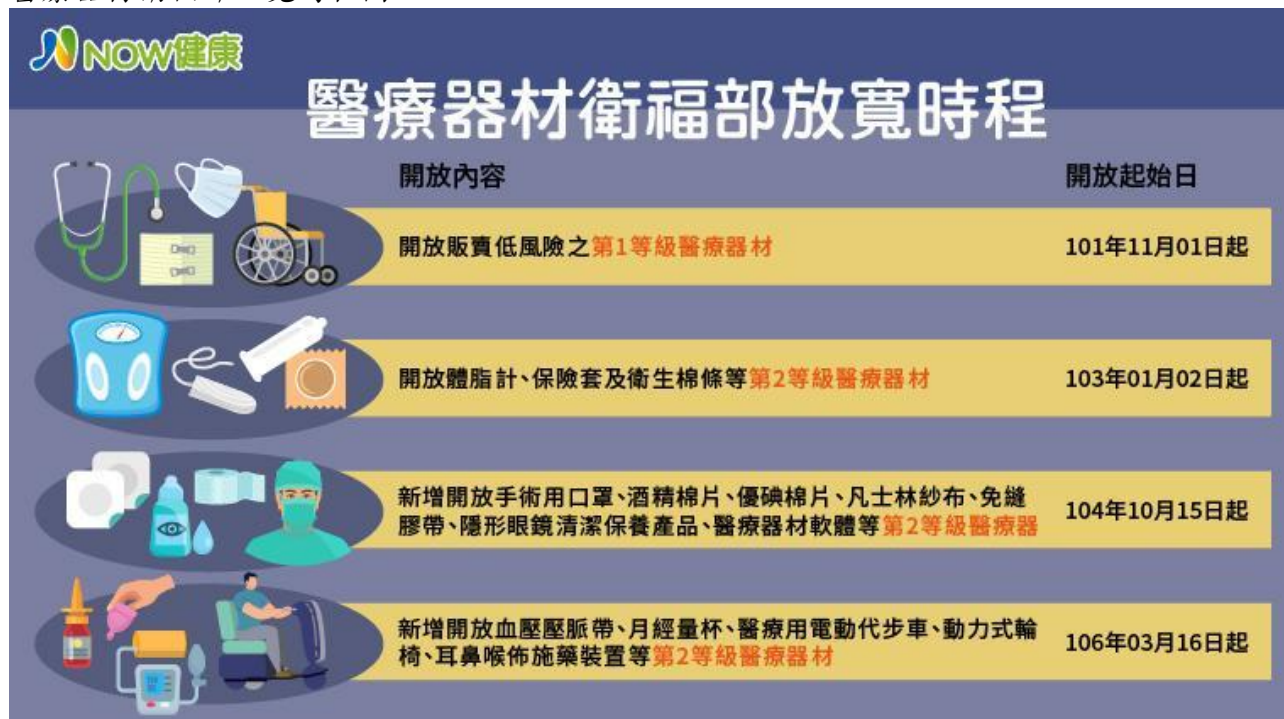 NOW健康
醫療器材衛福部放寬時程
開放內容
開放起始日
開放販賣低風險之第1等級醫療器材
101年11月01日起
開放體脂計、保險套及衛生棉條等第2等級醫療器材
103年01月02日起
新增開放手術用口罩、酒精棉片、優碘棉片、凡士林紗布、免縫
膠帶、隱形眼鏡清潔保養產品、醫療器材軟體等第2等級醫療器
104年10月15日起
新增開放血壓壓脈帶、月經量杯、醫療用電動代步車、動力式輪
椅、耳鼻喉佈施藥裝置等第2等級醫療器材
106年03月16日起